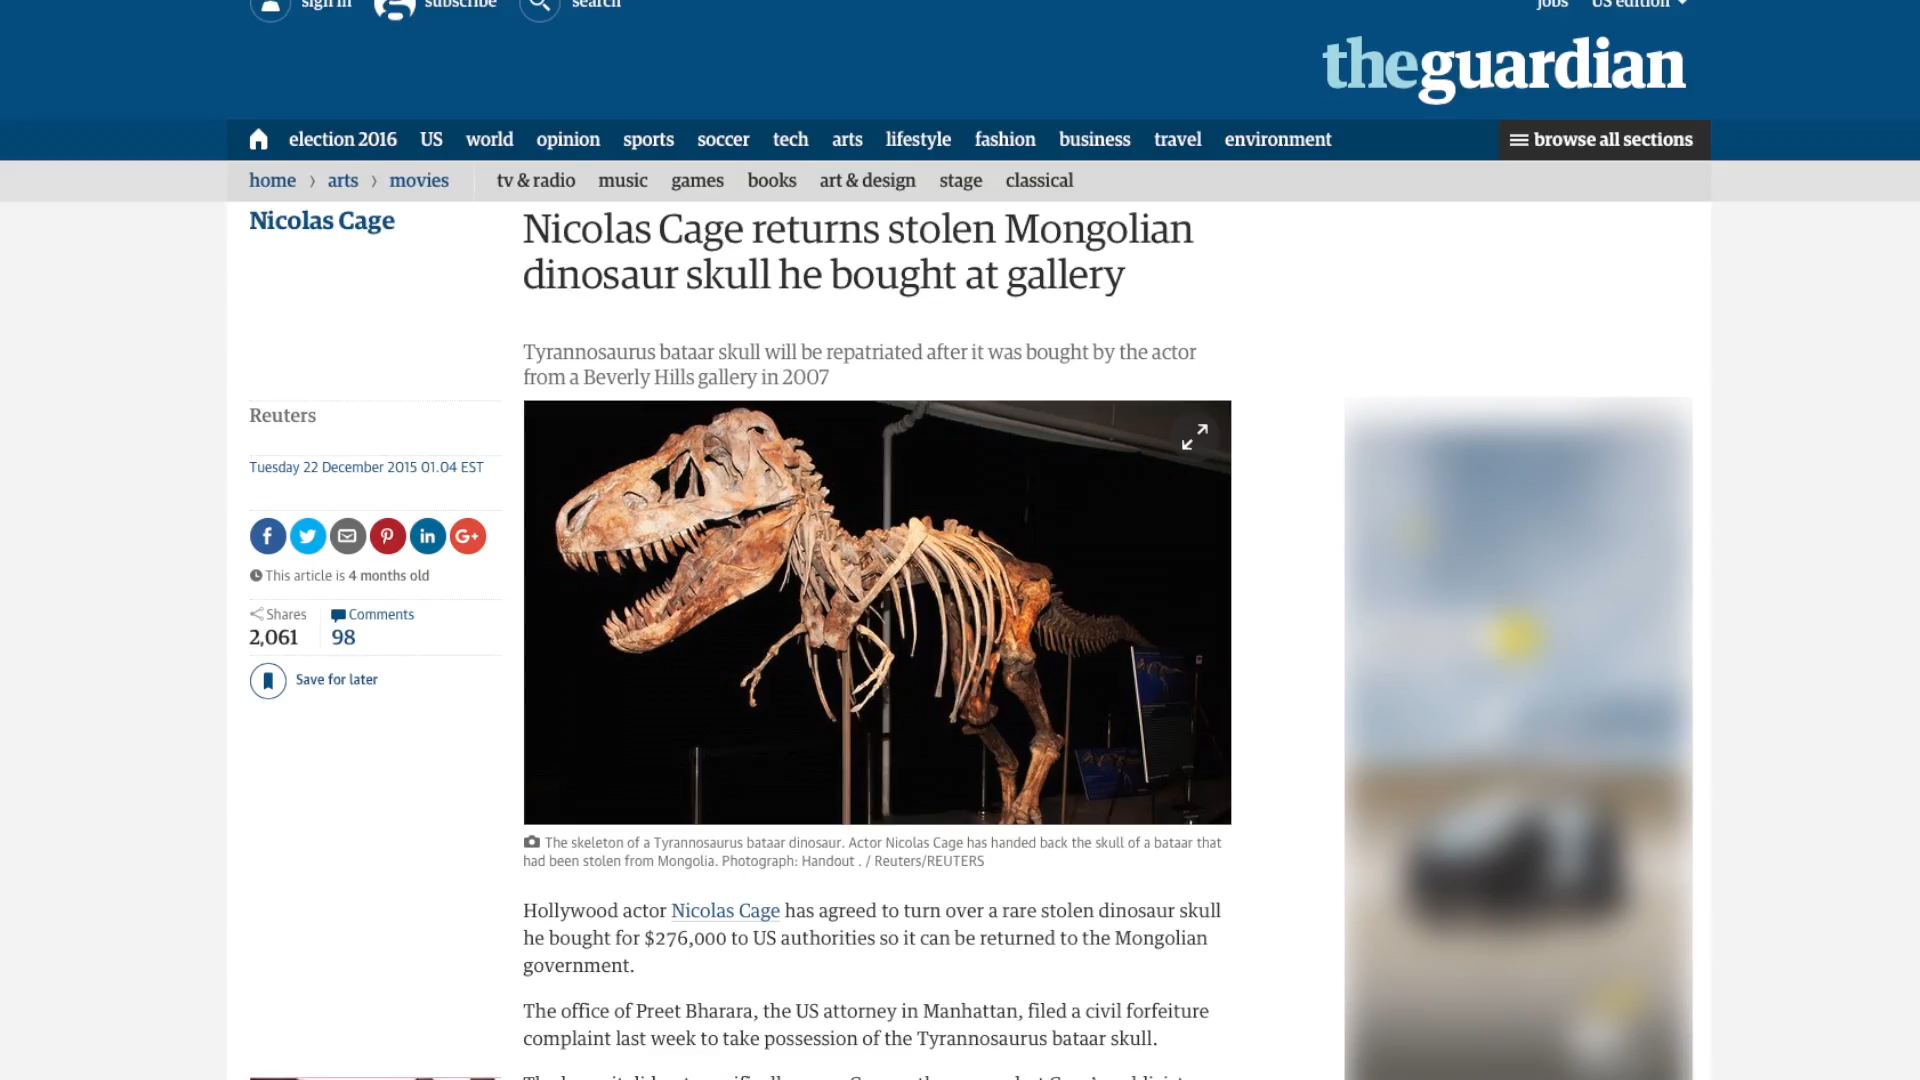 sign in subscribe search jobs US edition
theguardian
election 2016 US world opinion sports soccer tech arts lifestyle fashion business travel environment browse all sections
home › arts › movies tv & radio music games books art & design stage classical
Nicolas Cage
Nicolas Cage returns stolen Mongolian
dinosaur skull he bought at gallery
Tyrannosaurus bataar skull will be repatriated after it was bought by the actor
from a Beverly Hills gallery in 2007
Reuters
Tuesday 22 December 2015 01.04 EST
This article is 4 months old
Shares Comments
2,061 98
Save for later
The skeleton of a Tyrannosaurus bataar dinosaur. Actor Nicolas Cage has handed back the skull of a bataar that
had been stolen from Mongolia. Photograph: Handout . / Reuters/REUTERS
Hollywood actor Nicolas Cage has agreed to turn over a rare stolen dinosaur skull
he bought for $276,000 to US authorities so it can be returned to the Mongolian
government.
The office of Preet Bharara, the US attorney in Manhattan, filed a civil forfeiture
complaint last week to take possession of the Tyrannosaurus bataar skull.